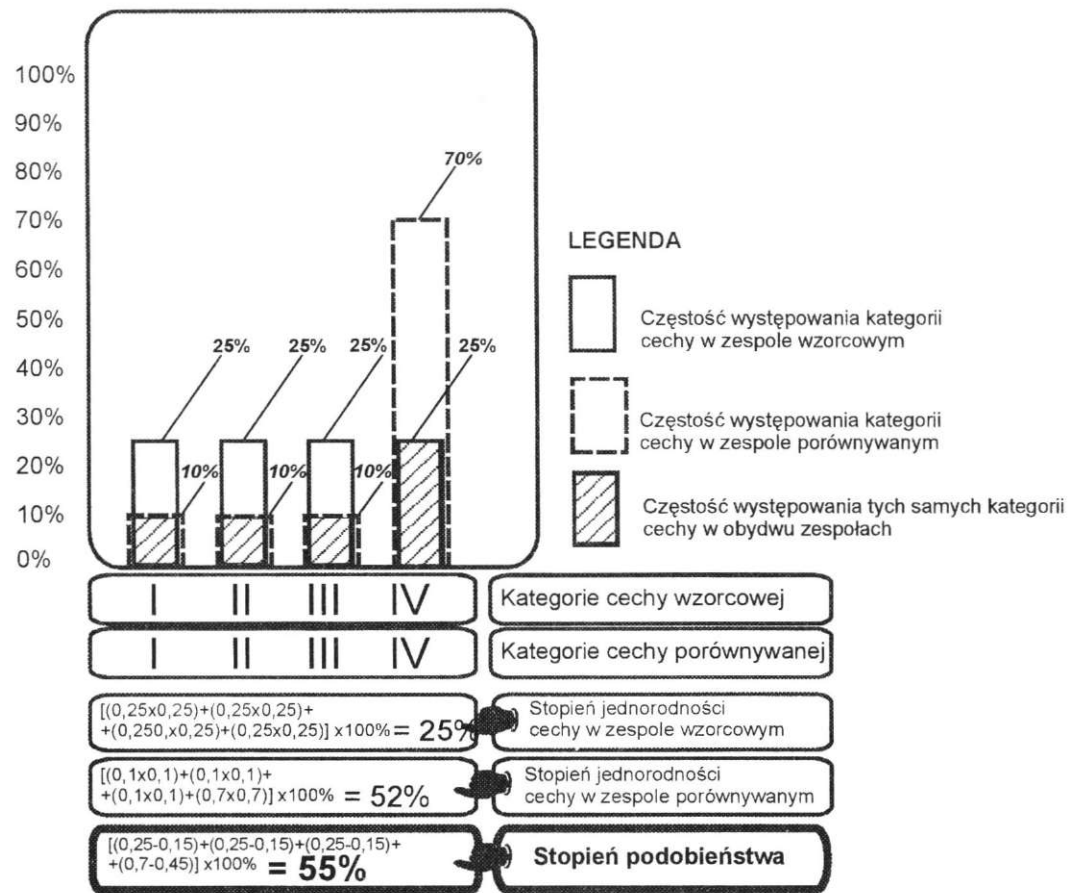 100%
90%
80%
70%
60%
50%
40%
30%
20%
10%
0%
70%
25%
25%
25%
25%
10%
10%
10%
LEGENDA
Częstość występowania kategorii
cechy w zespole wzorcowym
Częstość występowania kategorii
cechy w zespole porównywanym
Częstość występowania tych samych kategorii
cechy w obydwu zespołach
I II III IV
Kategorie cechy wzorcowej
I II III IV
Kategorie cechy porównywanej
[(0,25x0,25)+(0,25x0,25)+
+(0,250,x0,25)+(0,25x0,25)] x100% = 25%
Stopień jednorodności
cechy w zespole wzorcowym
[(0,1x0,1)+(0,1x0,1)+
+(0,1x0,1)+(0,7x0,7)] x100% = 52%
Stopień jednorodności
cechy w zespole porównywanym
[(0,25-0,15)+(0,25-0,15)+(0,25-0,15)+
+(0,7-0,45)] x100% = 55%
Stopień podobieństwa